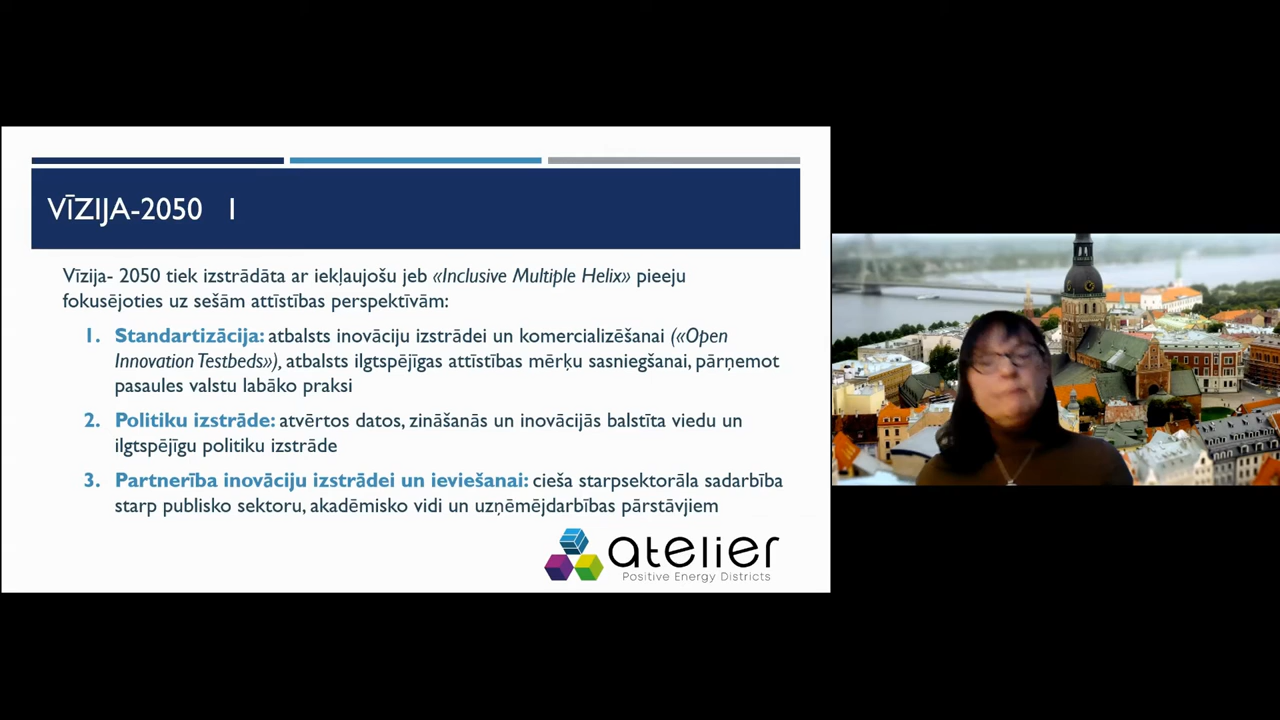 VĪZIJA-2050 I
Vīzija- 2050 tiek izstrādāta ar iekļaujošu jeb «Inclusive Multiple Helix» pieeju
fokusējoties uz sešām attīstības perspektīvām:
1. Standartizācija: atbalsts inovāciju izstrādei un komercializēšanai («Open
Innovation Testbeds»), atbalsts ilgtspējīgas attīstības mērķu sasniegšanai, pārņemot
pasaules valstu labāko praksi
2. Politiku izstrāde: atvērtos datos, zināšanās un inovācijās balstīta viedu un
ilgtspējīgu politiku izstrāde
3. Partnerība inovāciju izstrādei un ieviešanai: cieša starpsektorāla sadarbība
starp publisko sektoru, akadēmisko vidi un uzņēmējdarbības pārstāvjiem
atelier
Positive Energy Districts